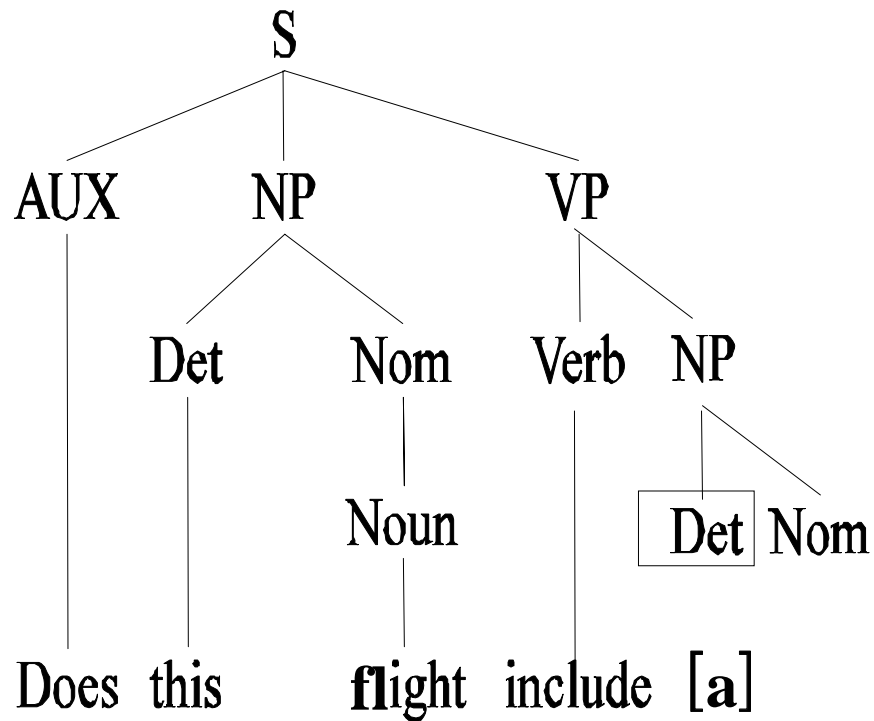 S
AUX NP VP
Det Nom Verb NP
Noun Det Nom
Does this flight include [a]